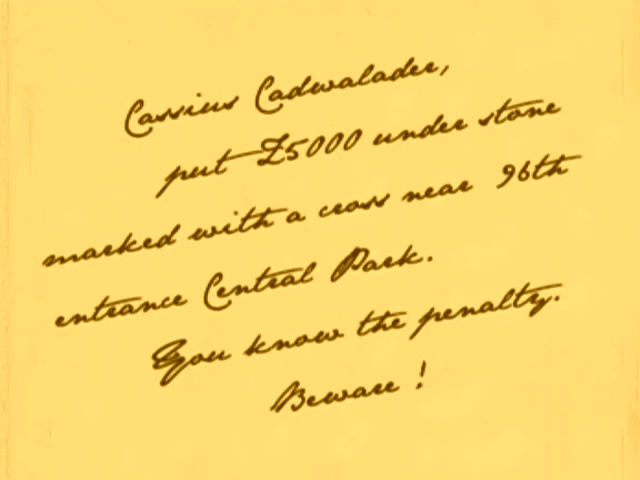 Cassius Cadwalader,
put £5000 under stone
marked with a cross near 96th
entrance Central Park.
You know the penalty.
Beware!